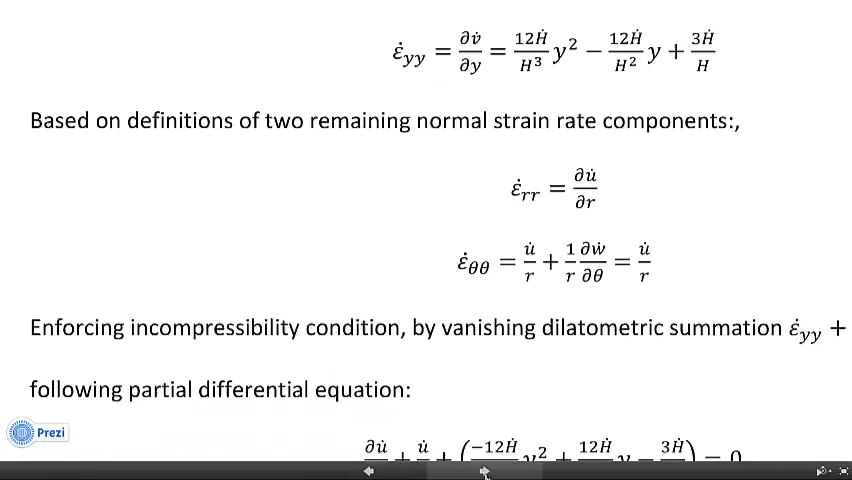 ε̇_yy = ∂v̇/∂y = 12Ḣ/H³ y² − 12Ḣ/H² y + 3Ḣ/H
Based on definitions of two remaining normal strain rate components:,
ε̇_rr = ∂u̇/∂r
ε̇_θθ = u̇/r + 1/r ∂ẇ/∂θ = u̇/r
Enforcing incompressibility condition, by vanishing dilatometric summation ε̇_yy +
following partial differential equation:
Prezi